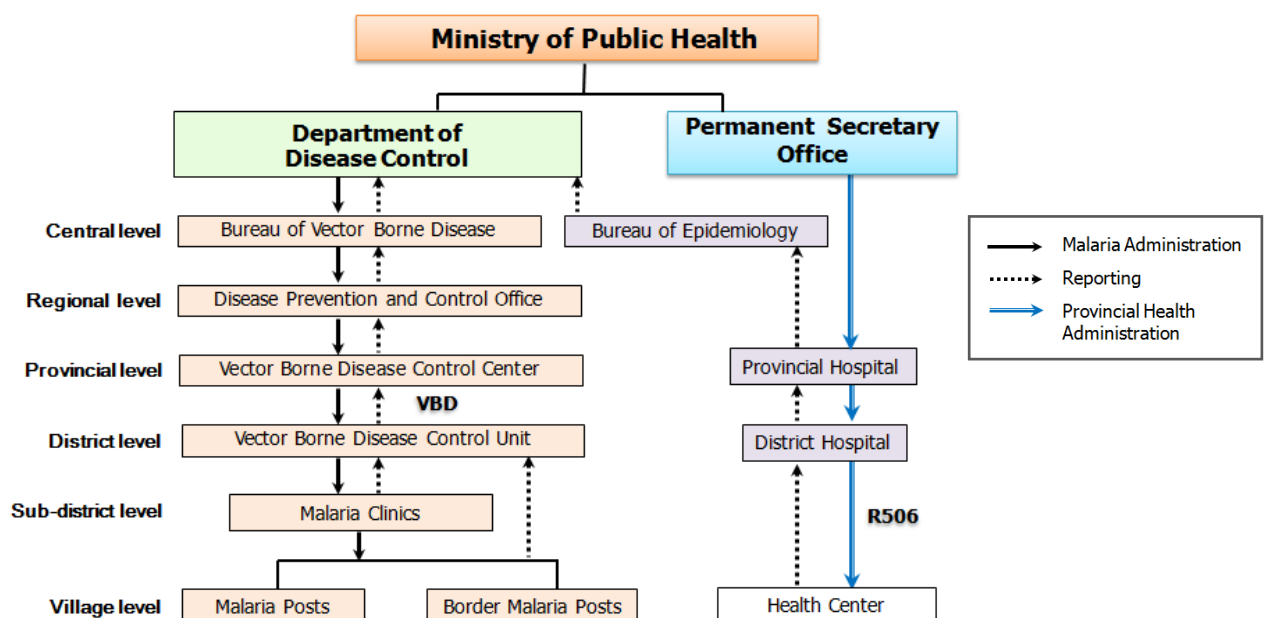 Ministry of Public Health
Department of
Disease Control
Permanent Secretary
Office
Central level
Bureau of Vector Borne Disease
Bureau of Epidemiology
Malaria Administration
Reporting
Provincial Health
Administration
Regional level
Disease Prevention and Control Office
Provincial level
Vector Borne Disease Control Center
Provincial Hospital
VBD
District level
Vector Borne Disease Control Unit
District Hospital
Sub-district level
Malaria Clinics
R506
Village level
Malaria Posts
Border Malaria Posts
Health Center